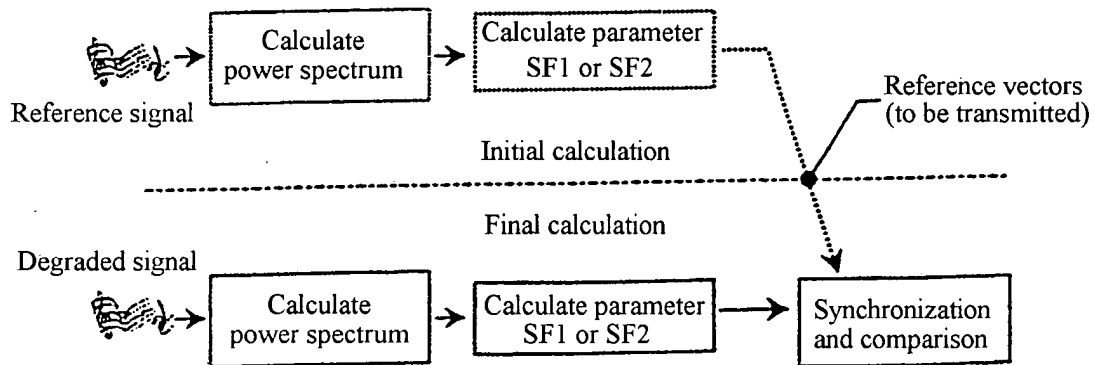 Calculate
power spectrum
Calculate parameter
SF1 or SF2
Reference signal
Reference vectors
(to be transmitted)
Initial calculation
Final calculation
Degraded signal
Calculate
power spectrum
Calculate parameter
SF1 or SF2
Synchronization
and comparison